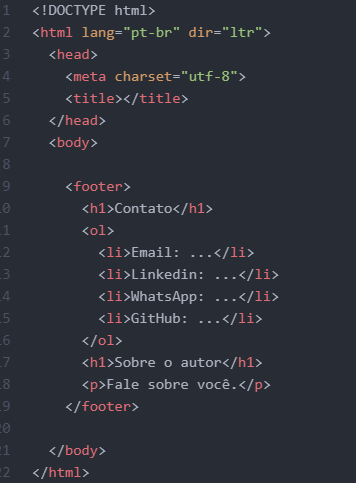 1 <!DOCTYPE html>
2 <html lang="pt-br" dir="ltr">
3 <head>
4 <meta charset="utf-8">
5 <title></title>
6 </head>
7 <body>
8
9 <footer>
10 <h1>Contato</h1>
11 <ol>
12 <li>Email: ...</li>
13 <li>Linkedin: ...</li>
14 <li>WhatsApp: ...</li>
15 <li>GitHub: ...</li>
16 </ol>
17 <h1>Sobre o autor</h1>
18 <p>Fale sobre você.</p>
19 </footer>
20
21 </body>
22 </html>